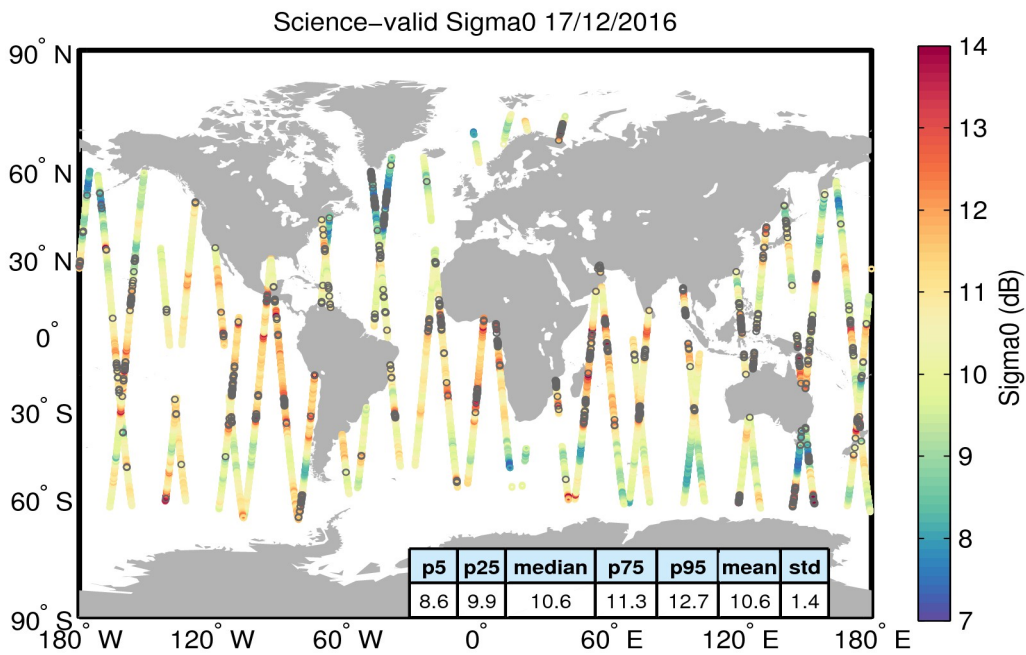 Science−valid Sigma0 17/12/2016
90° N
60° N
30° N
0°
30° S
60° S
90° S
180° W
120° W
60° W
0°
60° E
120° E
180° E
p5 p25 median p75 p95 mean std
8.6 9.9 10.6 11.3 12.7 10.6 1.4
14
13
12
11
10
9
8
7
Sigma0 (dB)